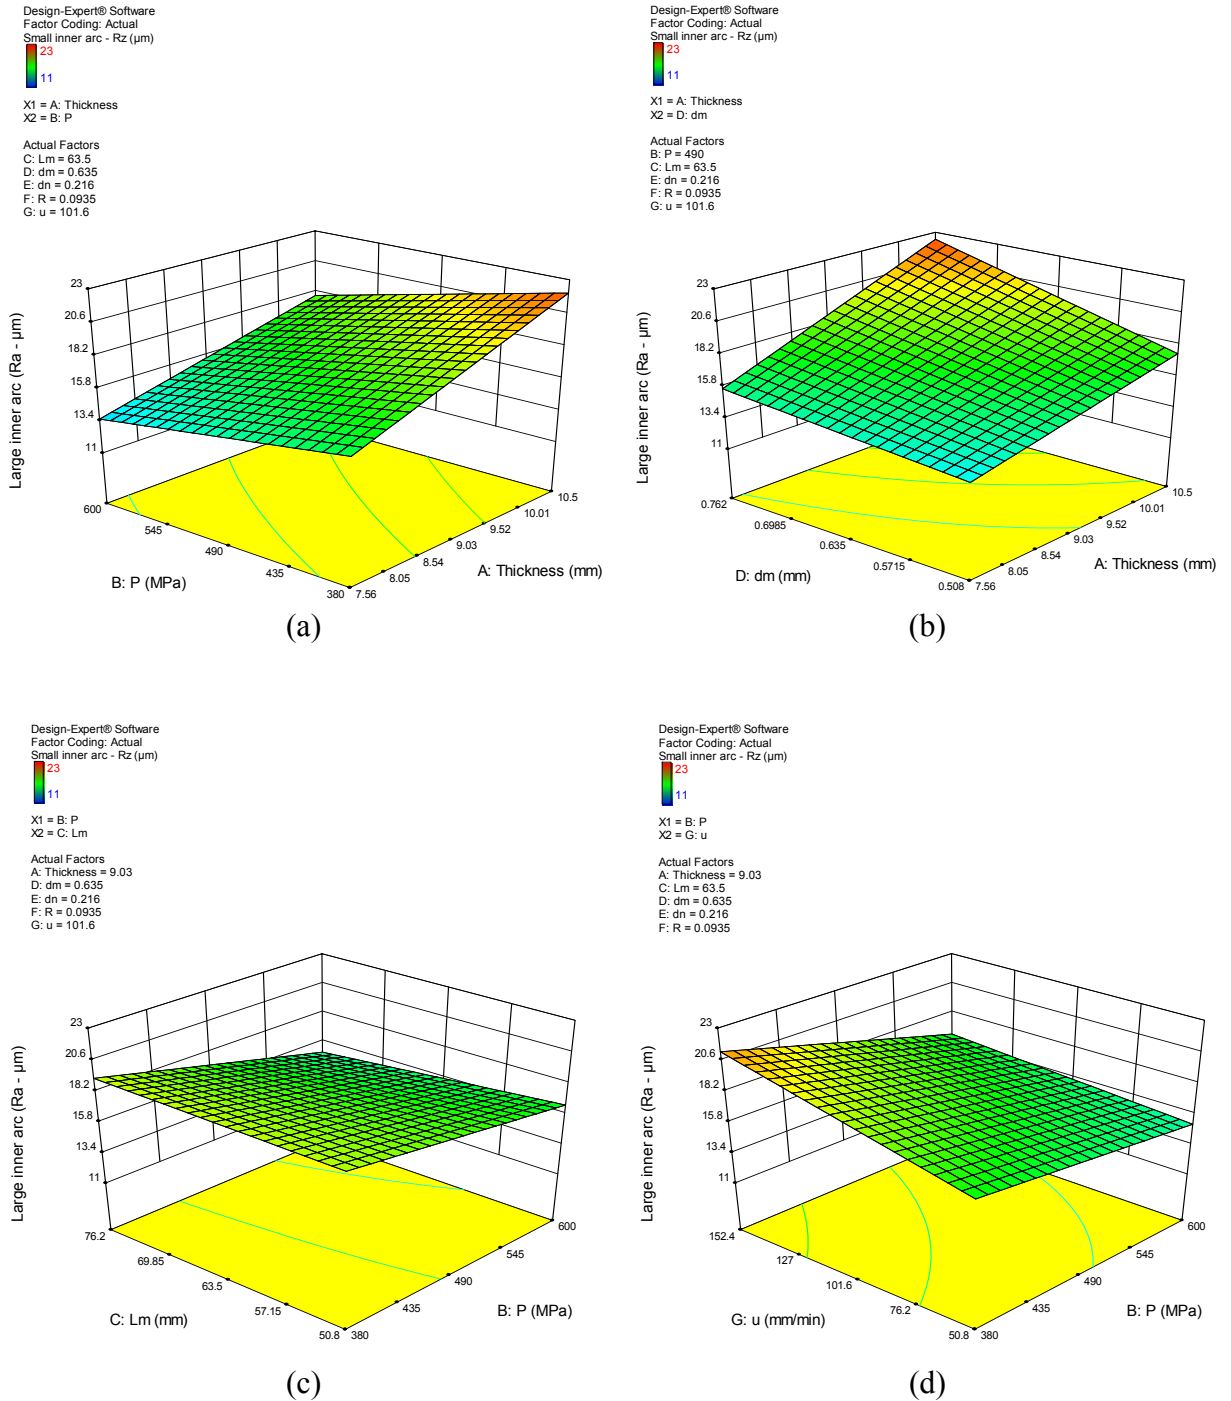 Design-Expert® Software
Factor Coding: Actual
Small inner arc - Rz (µm)
23
11
X1 = A: Thickness
X2 = B: P
Actual Factors
C: Lm = 63.5
D: dm = 0.635
E: dn = 0.216
F: R = 0.0935
G: u = 101.6
23
20.6
18.2
15.8
13.4
11
Large inner arc (Ra - µm)
600
545
490
435
380
B: P (MPa)
7.56
8.05
8.54
9.03
9.52
10.01
10.5
A: Thickness (mm)
(a)
Design-Expert® Software
Factor Coding: Actual
Small inner arc - Rz (µm)
23
11
X1 = A: Thickness
X2 = D: dm
Actual Factors
B: P = 490
C: Lm = 63.5
E: dn = 0.216
F: R = 0.0935
G: u = 101.6
23
20.6
18.2
15.8
13.4
11
Large inner arc (Ra - µm)
0.762
0.6985
0.635
0.5715
0.508
D: dm (mm)
7.56
8.05
8.54
9.03
9.52
10.01
10.5
A: Thickness (mm)
(b)
Design-Expert® Software
Factor Coding: Actual
Small inner arc - Rz (µm)
23
11
X1 = B: P
X2 = C: Lm
Actual Factors
A: Thickness = 9.03
D: dm = 0.635
E: dn = 0.216
F: R = 0.0935
G: u = 101.6
23
20.6
18.2
15.8
13.4
11
Large inner arc (Ra - µm)
76.2
69.85
63.5
57.15
50.8
C: Lm (mm)
380
435
490
545
600
B: P (MPa)
(c)
Design-Expert® Software
Factor Coding: Actual
Small inner arc - Rz (µm)
23
11
X1 = B: P
X2 = G: u
Actual Factors
A: Thickness = 9.03
C: Lm = 63.5
D: dm = 0.635
E: dn = 0.216
F: R = 0.0935
23
20.6
18.2
15.8
13.4
11
Large inner arc (Ra - µm)
152.4
127
101.6
76.2
50.8
G: u (mm/min)
380
435
490
545
600
B: P (MPa)
(d)